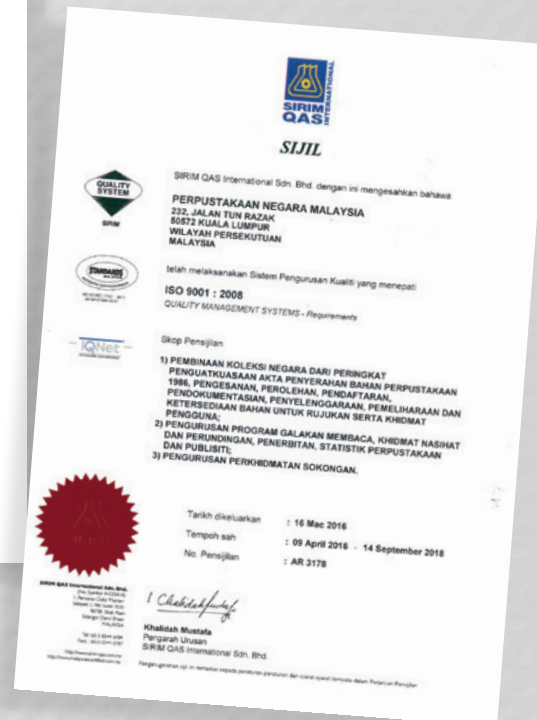 SIRIM
QAS
INTERNATIONAL
SIJIL
SIRIM QAS International Sdn. Bhd. dengan ini mengesahkan bahawa
QUALITY
SYSTEM
SIRIM
PERPUSTAKAAN NEGARA MALAYSIA
232, JALAN TUN RAZAK
50572 KUALA LUMPUR
WILAYAH PERSEKUTUAN
MALAYSIA
STANDARDS
telah melaksanakan Sistem Pengurusan Kualiti yang menepati
ISO 9001 : 2008
QUALITY MANAGEMENT SYSTEMS - Requirements
IQNet
Skop Pensijilan
1) PEMBINAAN KOLEKSI NEGARA DARI PERINGKAT
PENGUATKUASAAN AKTA PENYERAHAN BAHAN PERPUSTAKAAN
1986, PENGESANAN, PEROLEHAN, PENDAFTARAN,
PENDOKUMENTASIAN, PENYELENGGARAAN, PEMELIHARAAN DAN
KETERSEDIAAN BAHAN UNTUK RUJUKAN SERTA KHIDMAT
PENGGUNA;
2) PENGURUSAN PROGRAM GALAKAN MEMBACA, KHIDMAT NASIHAT
DAN PERUNDINGAN, PENERBITAN, STATISTIK PERPUSTAKAAN
DAN PUBLISITI;
3) PENGURUSAN PERKHIDMATAN SOKONGAN.
Tarikh dikeluarkan : 16 Mac 2016
Tempoh sah : 09 April 2016 - 14 September 2018
No. Pensijilan : AR 3178
SIRIM QAS International Sdn. Bhd.
MALAYSIA
Khalidah Mustafa
Pengarah Urusan
SIRIM QAS International Sdn. Bhd.